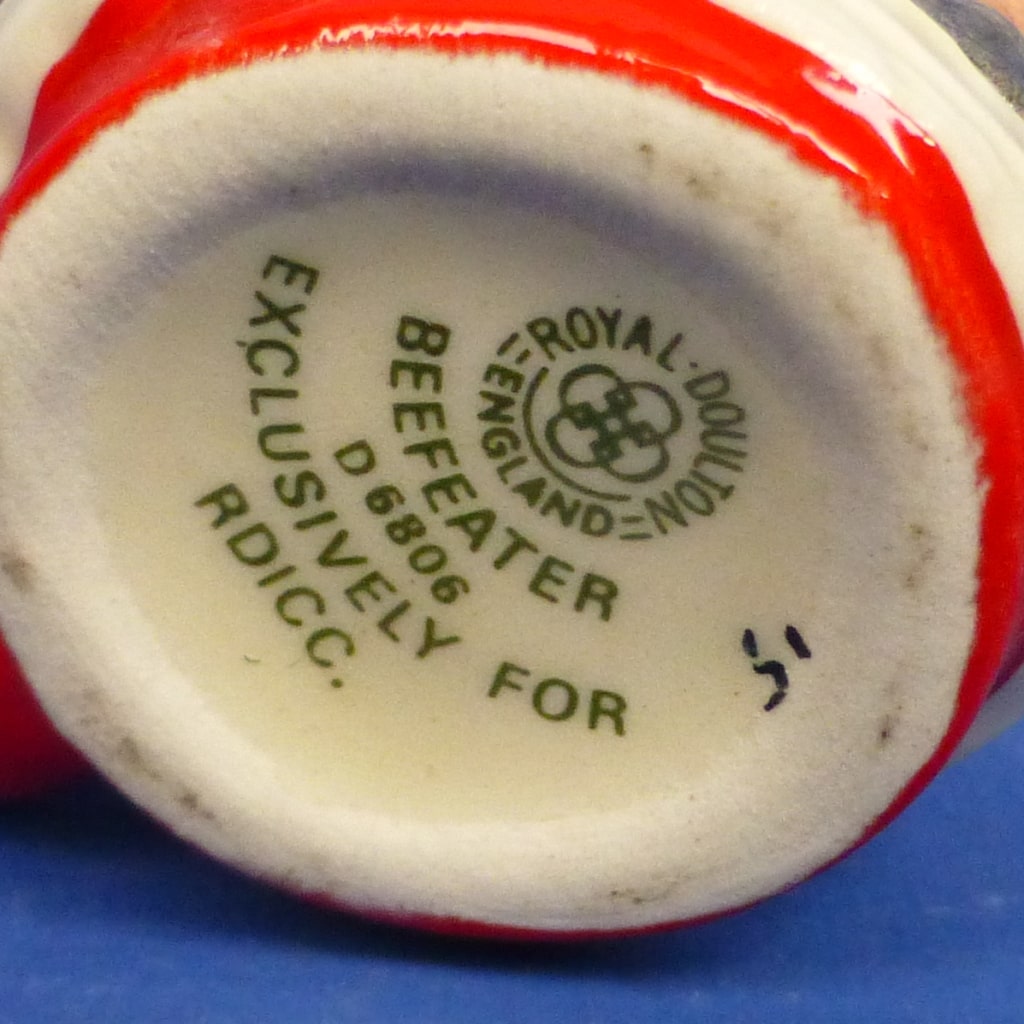 ROYAL·DOULTON
=ENGLAND=
BEEFEATER
D 6806
EXCLUSIVELY FOR
RDICC.